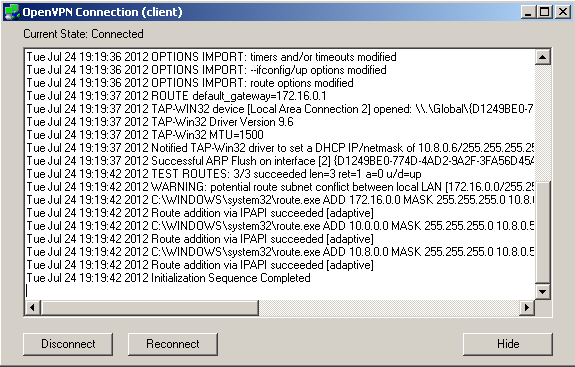 OpenVPN Connection (client)
Current State: Connected
Tue Jul 24 19:19:36 2012 OPTIONS IMPORT: timers and/or timeouts modified
Tue Jul 24 19:19:36 2012 OPTIONS IMPORT: --ifconfig/up options modified
Tue Jul 24 19:19:36 2012 OPTIONS IMPORT: route options modified
Tue Jul 24 19:19:37 2012 ROUTE default_gateway=172.16.0.1
Tue Jul 24 19:19:37 2012 TAP-WIN32 device [Local Area Connection 2] opened: \\.\Global\{D1249BE0-7
Tue Jul 24 19:19:37 2012 TAP-Win32 Driver Version 9.6
Tue Jul 24 19:19:37 2012 TAP-Win32 MTU=1500
Tue Jul 24 19:19:37 2012 Notified TAP-Win32 driver to set a DHCP IP/netmask of 10.8.0.6/255.255.255.2
Tue Jul 24 19:19:37 2012 Successful ARP Flush on interface [2] {D1249BE0-774D-4AD2-9A2F-3FA56D45A
Tue Jul 24 19:19:42 2012 TEST ROUTES: 3/3 succeeded len=3 ret=1 a=0 u/d=up
Tue Jul 24 19:19:42 2012 WARNING: potential route subnet conflict between local LAN [172.16.0.0/255.25
Tue Jul 24 19:19:42 2012 C:\WINDOWS\system32\route.exe ADD 172.16.0.0 MASK 255.255.255.0 10.8.0
Tue Jul 24 19:19:42 2012 Route addition via IPAPI succeeded [adaptive]
Tue Jul 24 19:19:42 2012 C:\WINDOWS\system32\route.exe ADD 10.0.0.0 MASK 255.255.255.0 10.8.0.5
Tue Jul 24 19:19:42 2012 Route addition via IPAPI succeeded [adaptive]
Tue Jul 24 19:19:42 2012 C:\WINDOWS\system32\route.exe ADD 10.8.0.0 MASK 255.255.255.0 10.8.0.5
Tue Jul 24 19:19:42 2012 Route addition via IPAPI succeeded [adaptive]
Tue Jul 24 19:19:42 2012 Initialization Sequence Completed
Disconnect
Reconnect
Hide